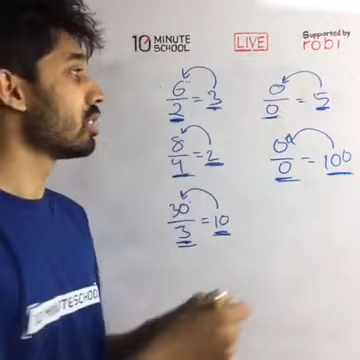 10 MINUTE SCHOOL
LIVE
Supported by
robi
6/2 = 3
8/4 = 2
30/3 = 10
0/0 = 5
0/0 = 100
10 MINUTE SCHOOL